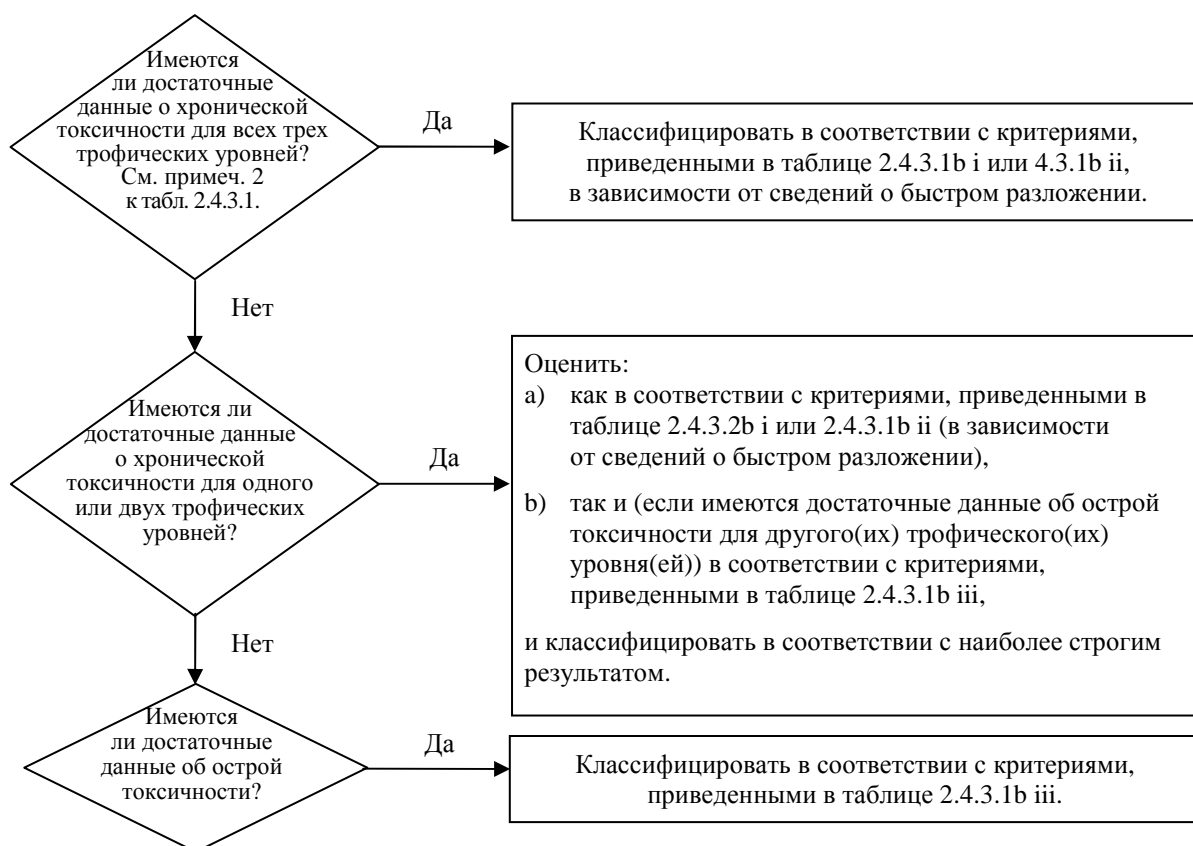 Имеются
ли достаточные
данные о хронической
токсичности для всех трех
трофических уровней?
См. примеч. 2
к табл. 2.4.3.1.
Да
Классифицировать в соответствии с критериями,
приведенными в таблице 2.4.3.1b i или 4.3.1b ii,
в зависимости от сведений о быстром разложении.
Нет
Имеются ли
достаточные данные
о хронической
токсичности для одного
или двух трофических
уровней?
Да
Оценить:
a) как в соответствии с критериями, приведенными в
таблице 2.4.3.2b i или 2.4.3.1b ii (в зависимости
от сведений о быстром разложении),
b) так и (если имеются достаточные данные об острой
токсичности для другого(их) трофического(их)
уровня(ей)) в соответствии с критериями,
приведенными в таблице 2.4.3.1b iii,
и классифицировать в соответствии с наиболее строгим
результатом.
Нет
Имеются
ли достаточные
данные об острой
токсичности?
Да
Классифицировать в соответствии с критериями,
приведенными в таблице 2.4.3.1b iii.